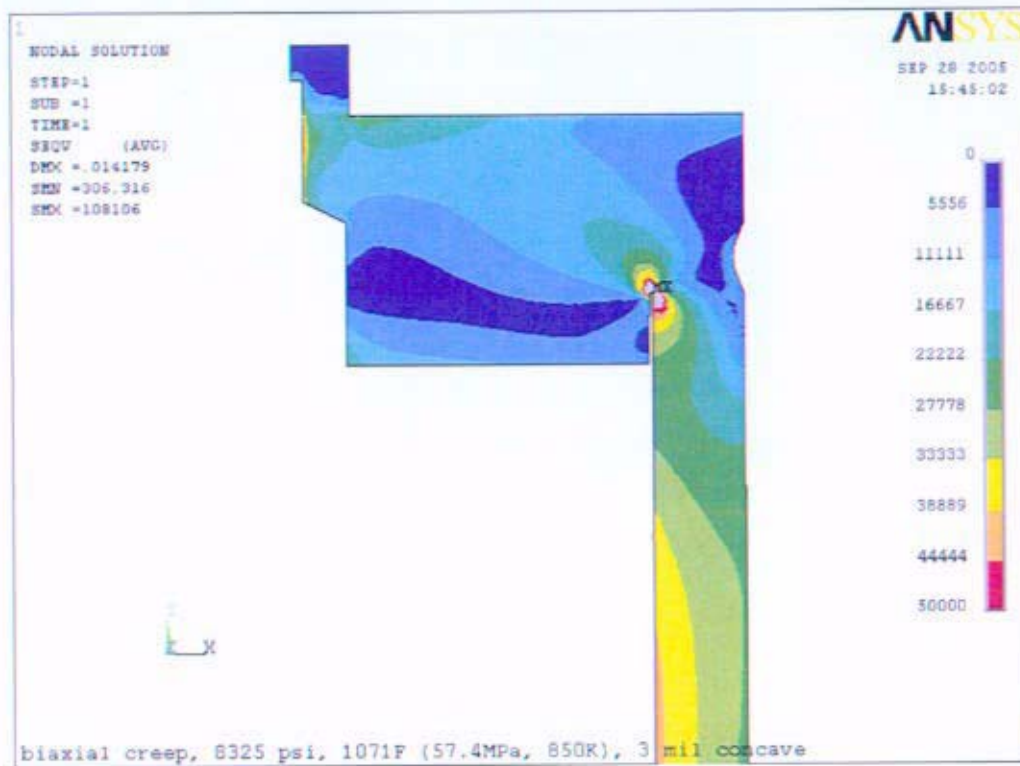 1
NODAL SOLUTION
STEP=1
SUB =1
TIME=1
SEQV (AVG)
DMX =.014179
SMN =306.316
SMX =108106
ANSYS
SEP 28 2005
15:45:02
0
5556
11111
16667
22222
27778
33333
38889
44444
50000
MX
Z X
biaxial creep, 8325 psi, 1071F (57.4MPa, 850K), 3 mil concave